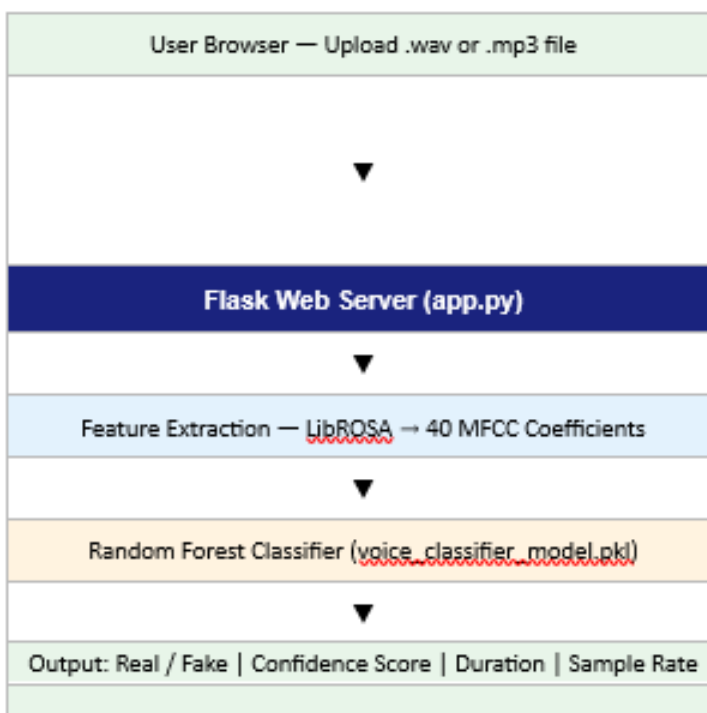 User Browser — Upload .wav or .mp3 file
▼
Flask Web Server (app.py)
▼
Feature Extraction — LibROSA → 40 MFCC Coefficients
▼
Random Forest Classifier (voice_classifier_model.pkl)
▼
Output: Real / Fake | Confidence Score | Duration | Sample Rate